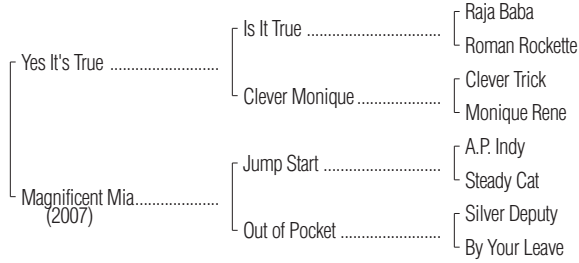 Raja Baba
Is It True ............................
Roman Rockette
Yes It's True ......................
Clever Trick
Clever Monique .................
Monique Rene
A.P. Indy
Jump Start ........................
Steady Cat
Magnificent Mia.................
(2007)
Silver Deputy
Out of Pocket ....................
By Your Leave